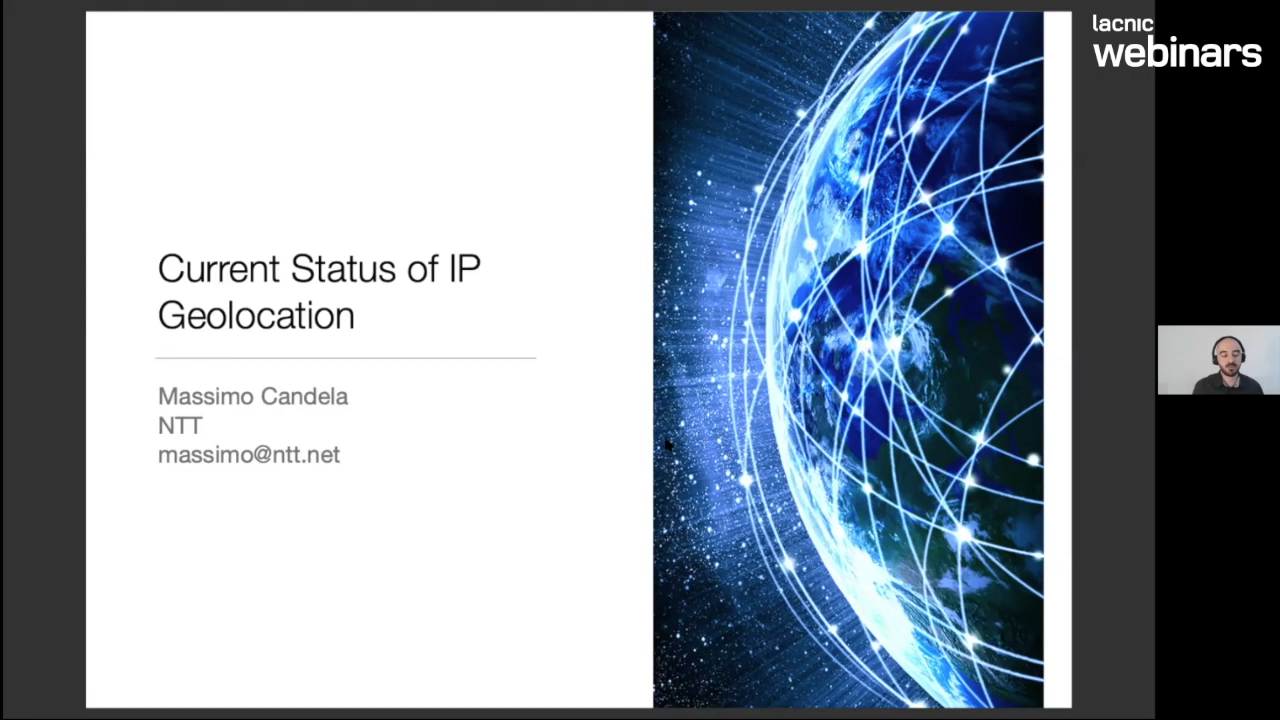 lacnic
webinars
Current Status of IP
Geolocation
Massimo Candela
NTT
massimo@ntt.net